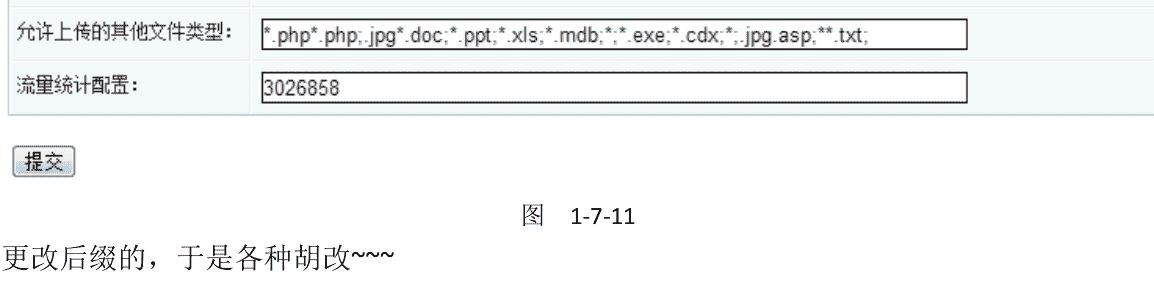 允许上传的其他文件类型： *.php*.php;.jpg*.doc;*.ppt;*.xls;*.mdb;*;*.exe;*.cdx;*;.jpg.asp;**.txt;
流量统计配置： 3026858
提交
图 1-7-11
更改后缀的，于是各种胡改~~~